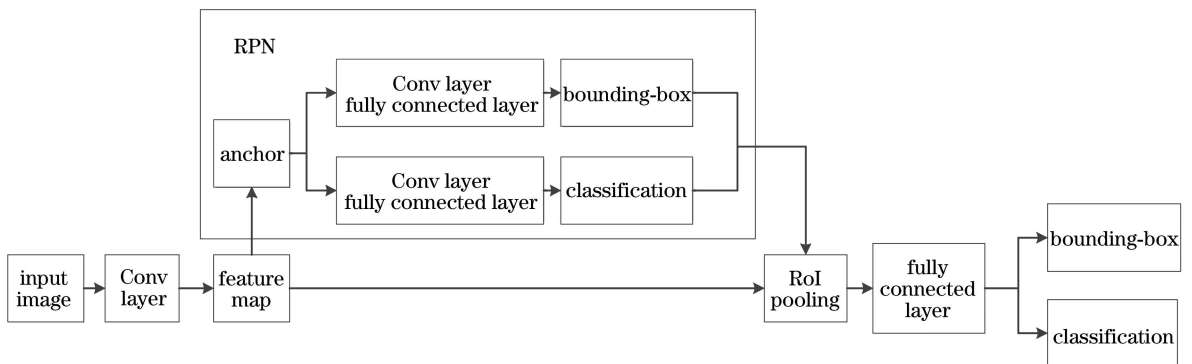 RPN
Conv layer
fully connected layer
bounding-box
anchor
Conv layer
fully connected layer
classification
input
image
Conv
layer
feature
map
RoI
pooling
fully
connected
layer
bounding-box
classification